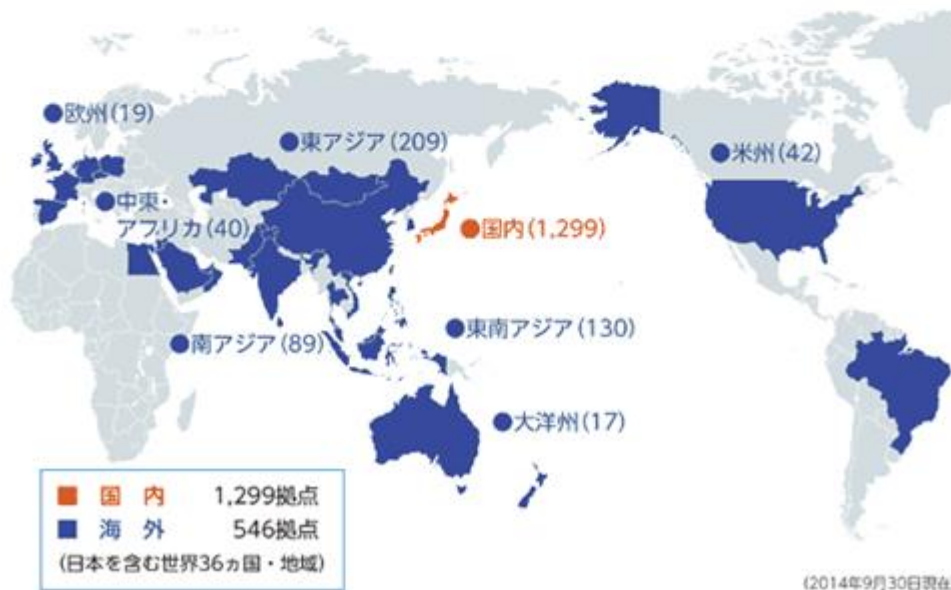 ●欧州(19)
●東アジア(209)
●米州(42)
●中東・
アフリカ(40)
●国内(1,299)
●南アジア(89)
●東南アジア(130)
●大洋州(17)
■ 国内 1,299拠点
■ 海外 546拠点
(日本を含む世界36ヵ国・地域)
(2014年9月30日現在